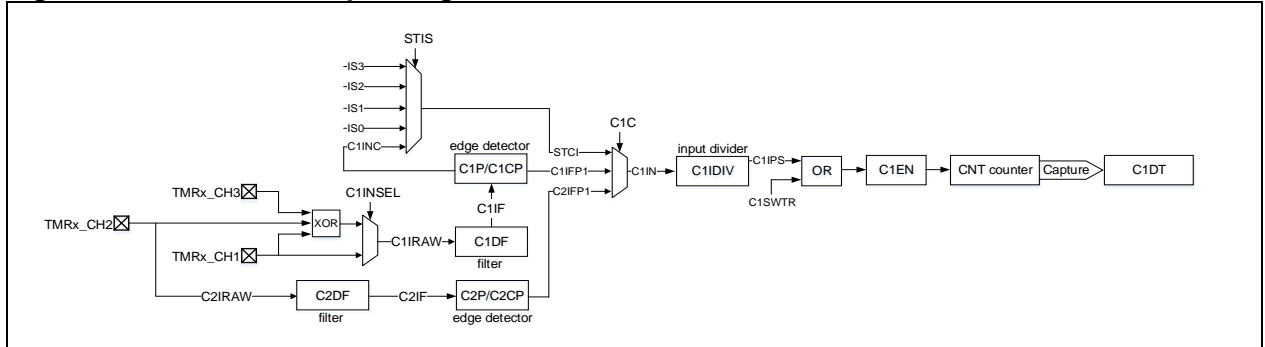 STIS
-IS3
-IS2
-IS1
-IS0
C1INC
edge detector
C1P/C1CP
C1C
STCI
C1IFP1
C2IFP1
C1IN
input divider
C1IDIV
C1IPS
C1SWTR
OR
C1EN
CNT counter
Capture
C1DT
TMRx_CH3
C1INSEL
C1IF
TMRx_CH2
XOR
C1IRAW
C1DF
filter
TMRx_CH1
C2IRAW
C2DF
filter
C2IF
C2P/C2CP
edge detector